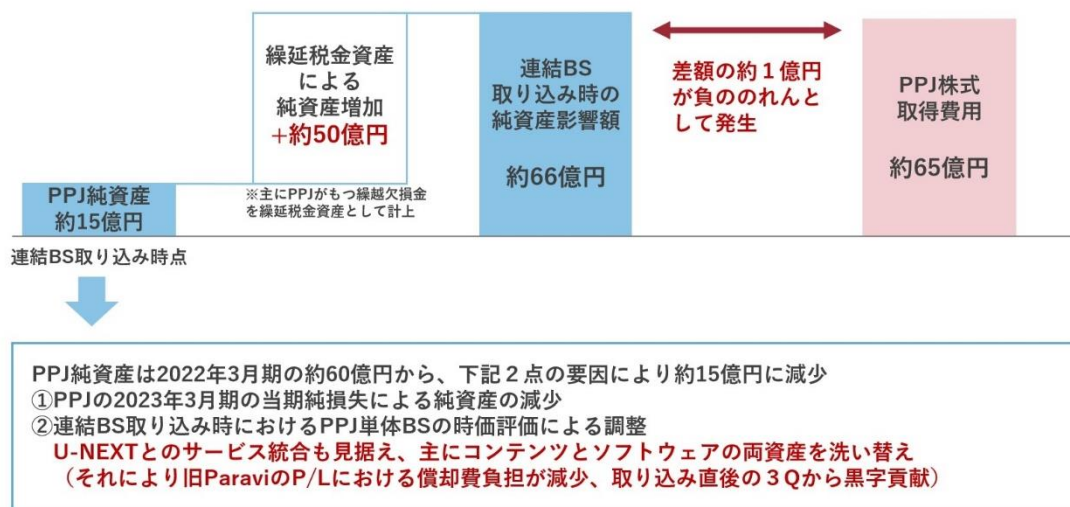 繰延税金資産
による
純資産増加
+約50億円
連結BS
取り込み時の
純資産影響額
約66億円
差額の約１億円
が負ののれんと
して発生
PPJ株式
取得費用
約65億円
PPJ純資産
約15億円
※主にPPJがもつ繰越欠損金
を繰延税金資産として計上
連結BS取り込み時点
PPJ純資産は2022年3月期の約60億円から、下記２点の要因により約15億円に減少
①PPJの2023年3月期の当期純損失による純資産の減少
②連結BS取り込み時におけるPPJ単体BSの時価評価による調整
U-NEXTとのサービス統合も見据え、主にコンテンツとソフトウェアの両資産を洗い替え
（それにより旧ParaviのP/Lにおける償却費負担が減少、取り込み直後の３Qから黒字貢献）